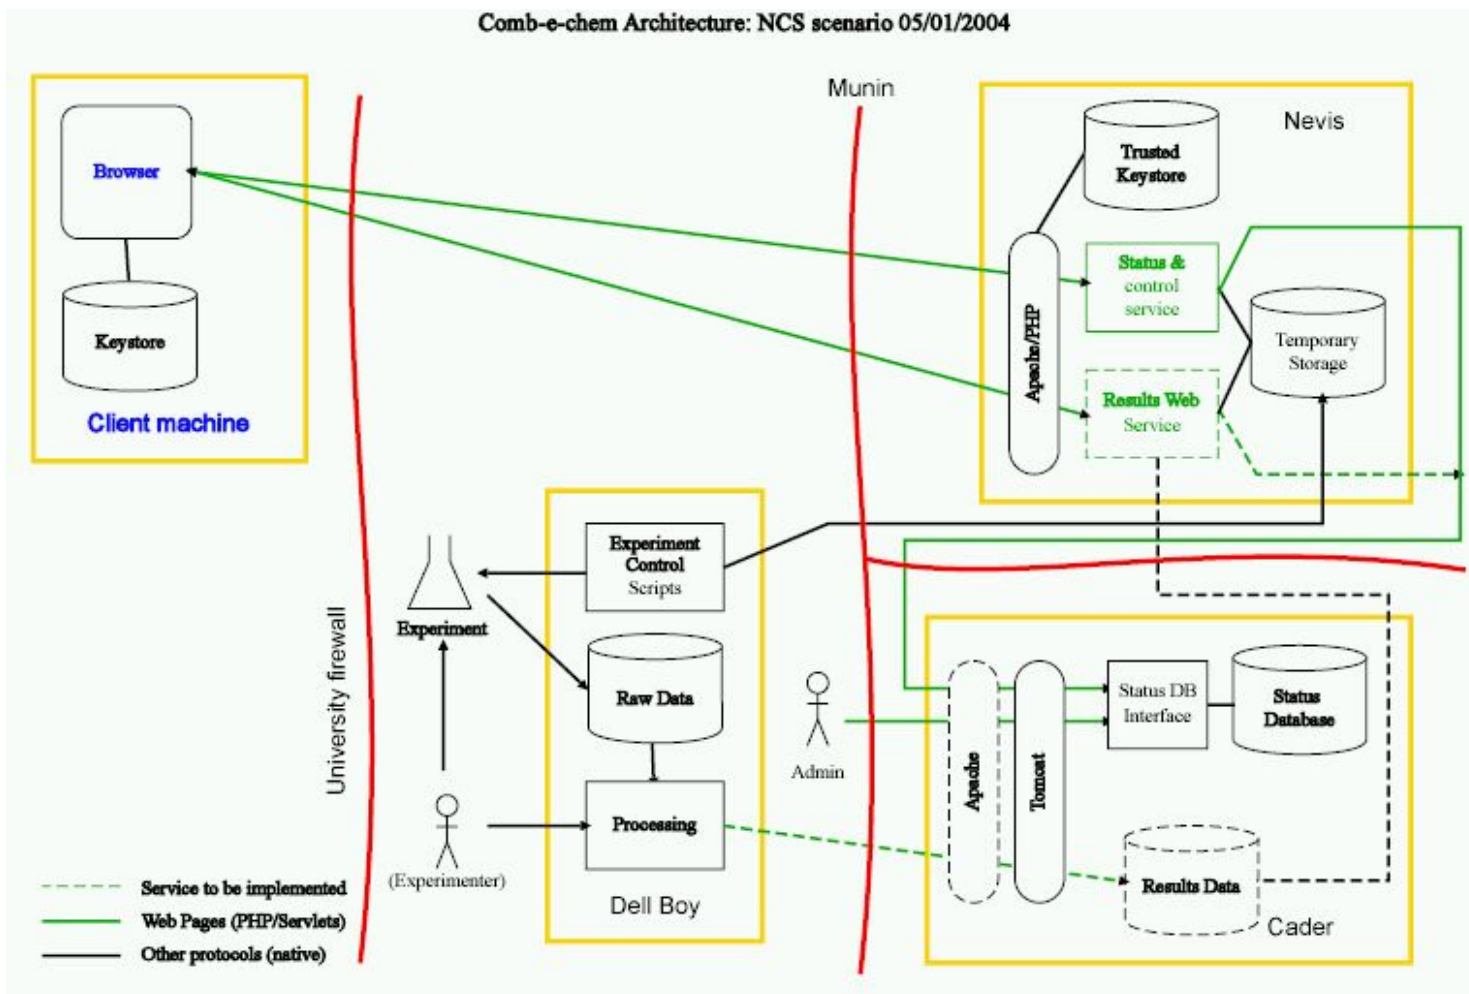 Comb-e-chem Architecture: NCS scenario 05/01/2004
Browser
Keystore
Client machine
University firewall
Munin
Nevis
Trusted
Keystore
Apache/PHP
Status &
control
service
Temporary
Storage
Results Web
Service
Experiment
Control
Scripts
Experiment
Raw Data
Processing
(Experimenter)
Dell Boy
Admin
Apache
Tomcat
Status DB
Interface
Status
Database
Results Data
Cader
Service to be implemented
Web Pages (PHP/Servlets)
Other protocols (native)